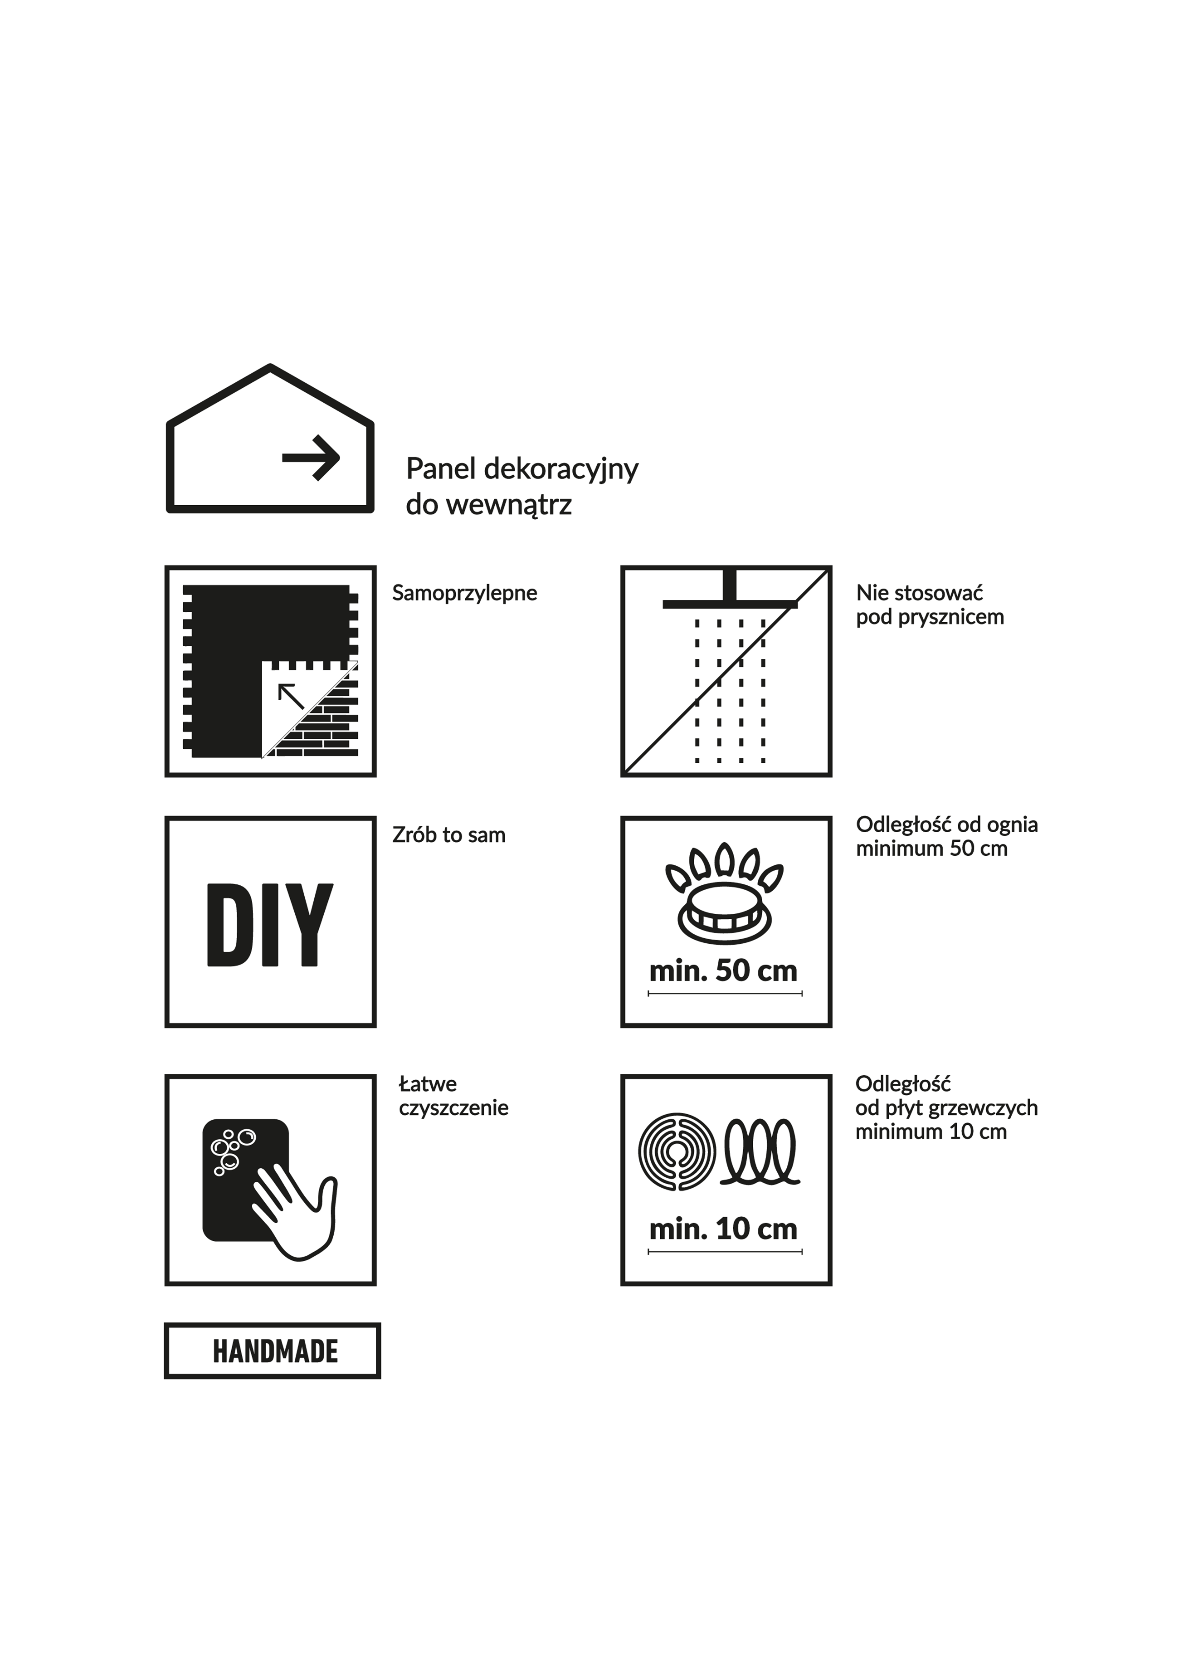 Panel dekoracyjny
do wewnątrz
Samoprzylepne
Nie stosować
pod prysznicem
Zrób to sam
DIY
Odległość od ognia
minimum 50 cm
min. 50 cm
Łatwe
czyszczenie
Odległość
od płyt grzewczych
minimum 10 cm
min. 10 cm
HANDMADE